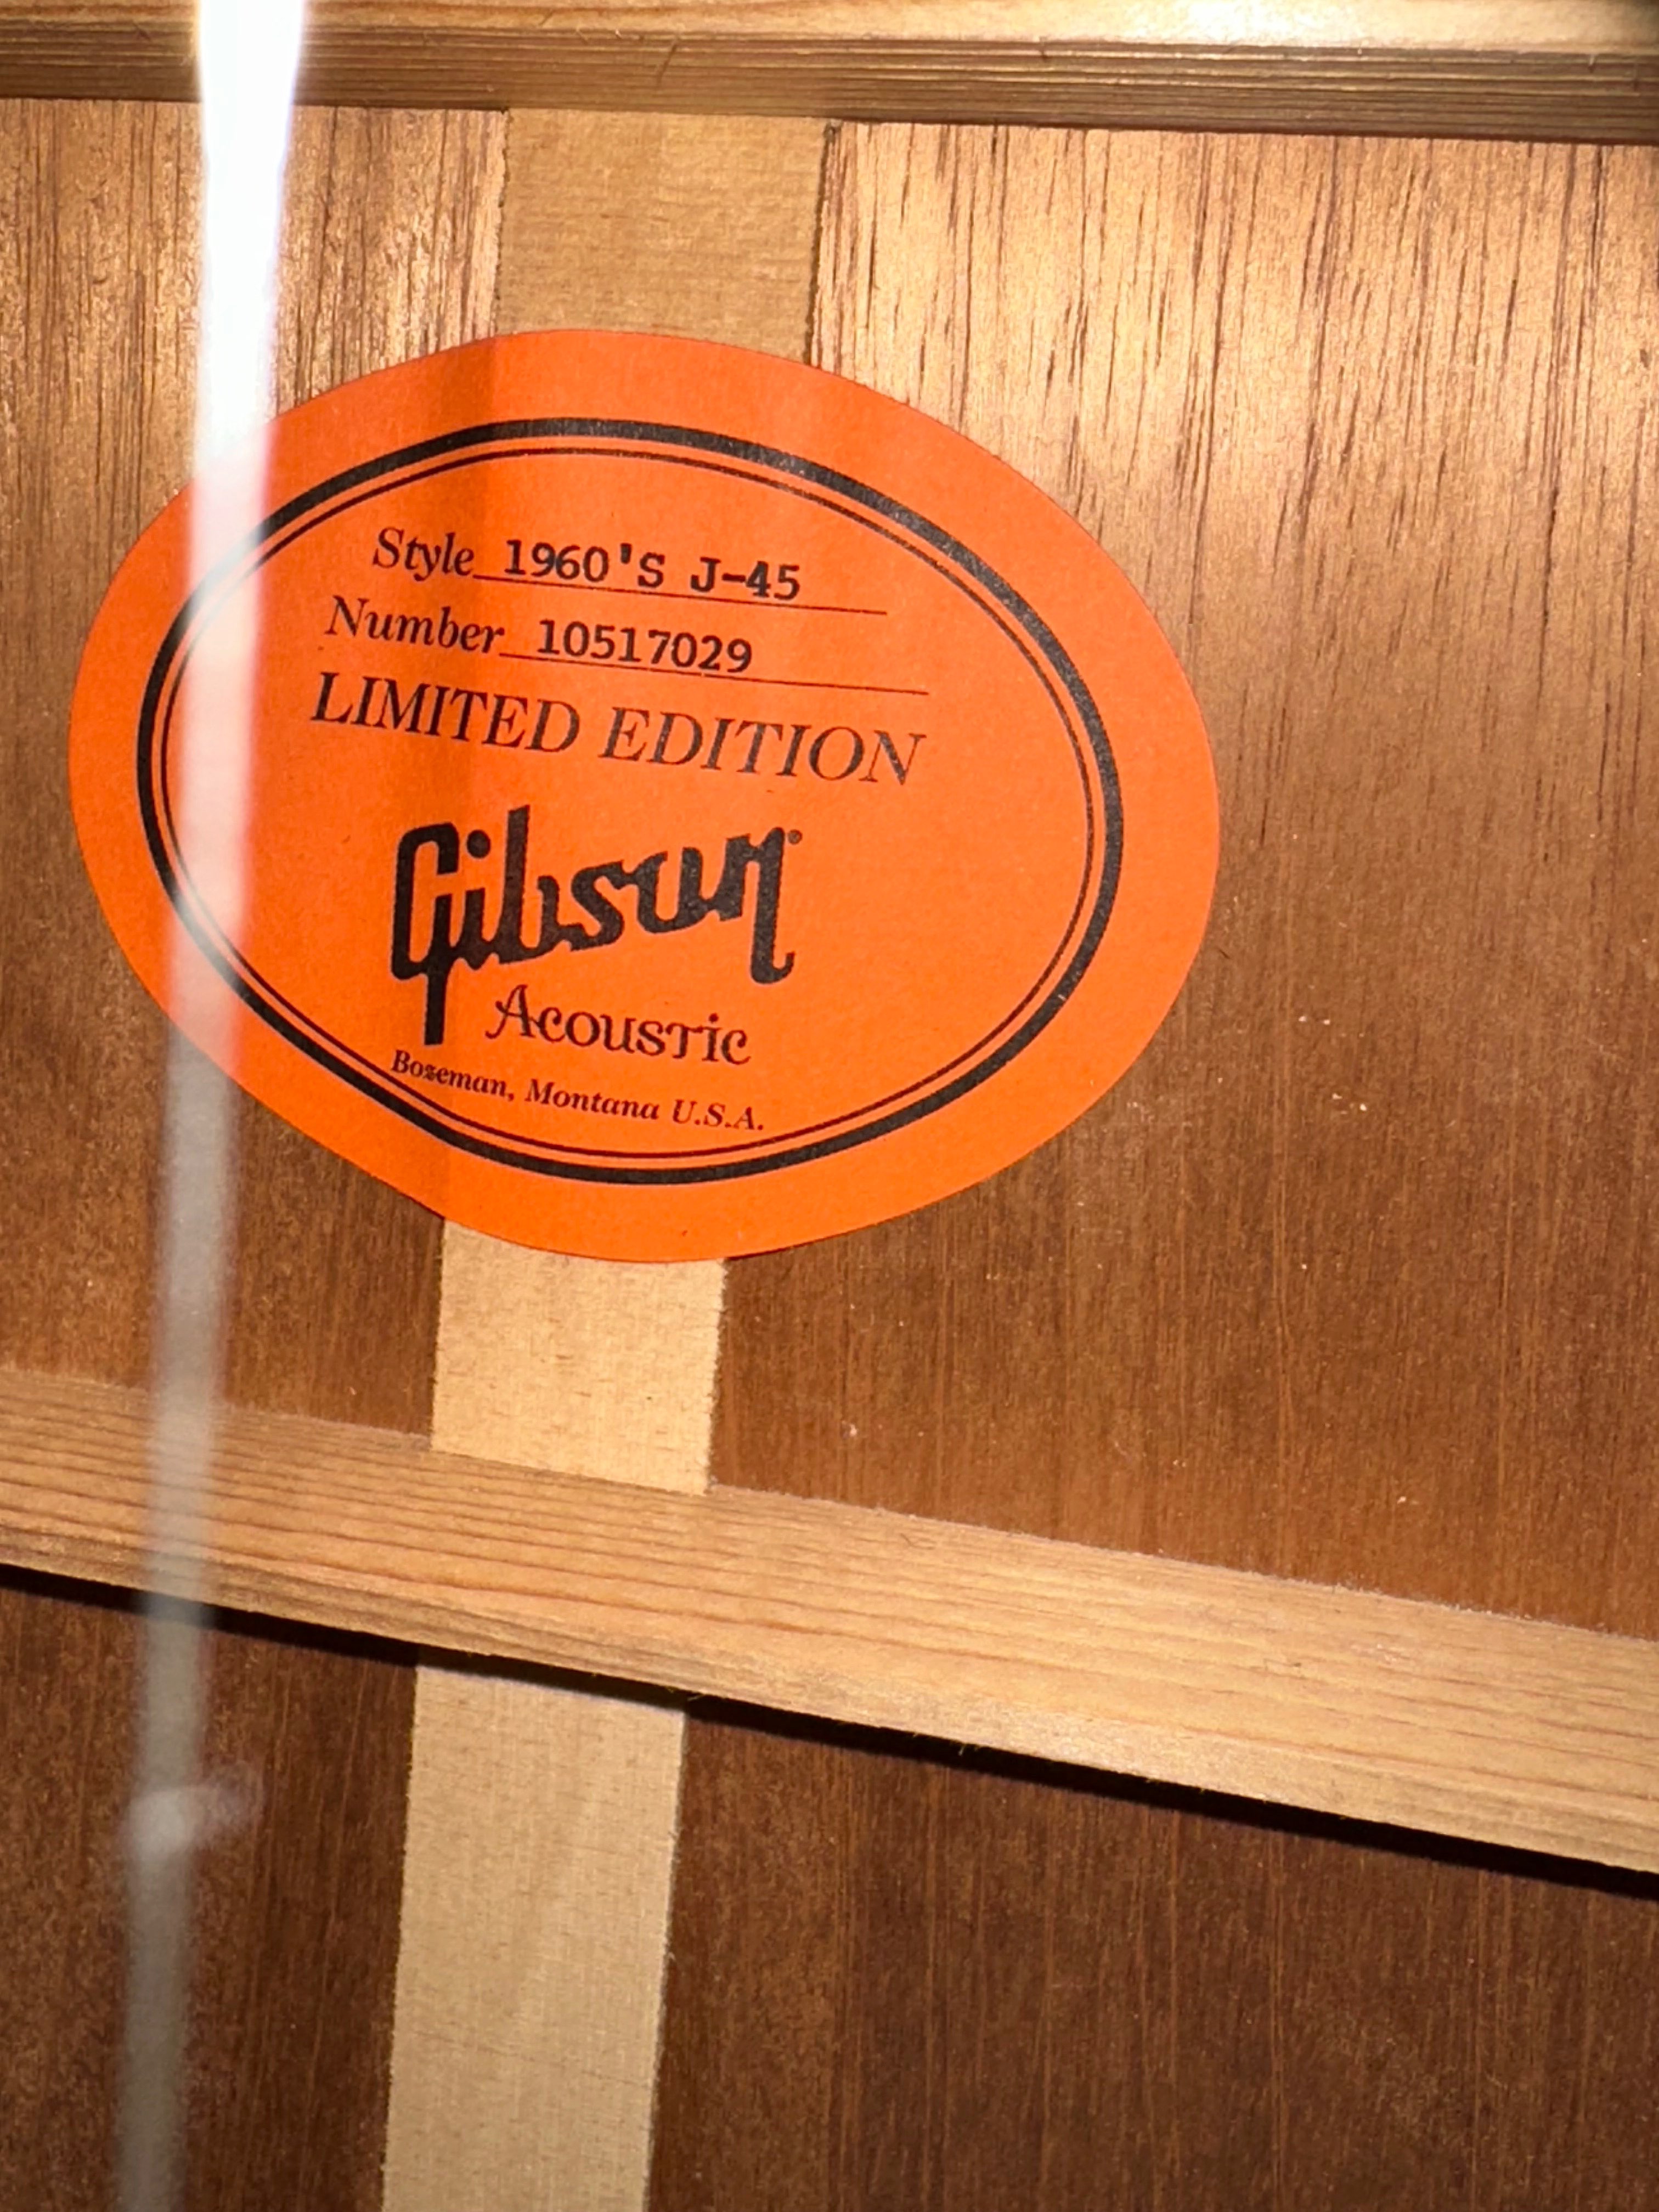 Style 1960'S J-45
Number 10517029
LIMITED EDITION
Gibson
Acoustic
Bozeman, Montana U.S.A.